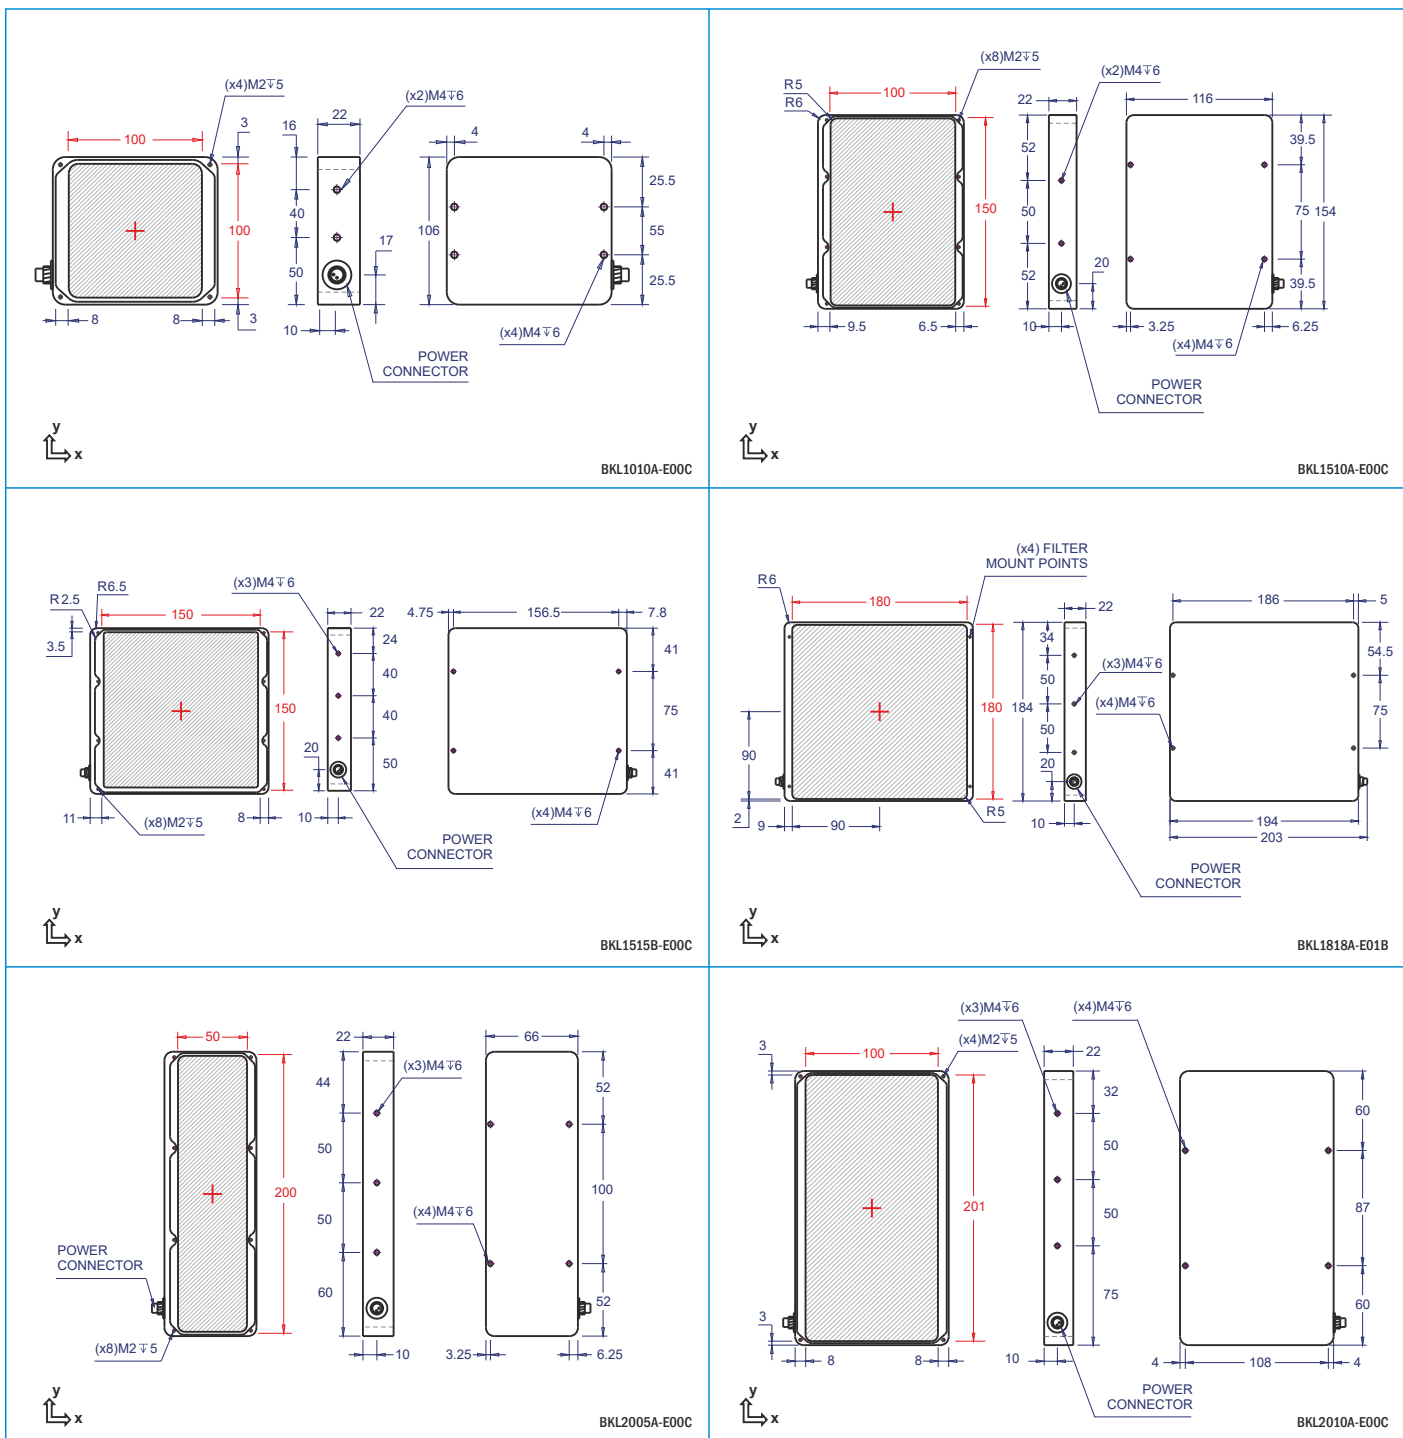 (x4)M2↧5
(x2)M4↧6
3
22
16
100
4
4
25.5
40
100
106
55
17
50
25.5
8
8
3
10
(x4)M4↧6
POWER
CONNECTOR
y
x
BKL1010A-E00C
(x8)M2↧5
(x2)M4↧6
R5
R6
100
22
116
52
39.5
150
50
75
154
20
52
39.5
9.5
6.5
10
3.25
6.25
(x4)M4↧6
POWER
CONNECTOR
y
x
BKL1510A-E00C
(x3)M4↧6
R6.5
R2.5
150
22
4.75
156.5
7.8
3.5
24
41
40
150
40
75
20
50
41
11
8
10
(x8)M2↧5
(x4)M4↧6
POWER
CONNECTOR
y
x
BKL1515B-E00C
(x4) FILTER
MOUNT POINTS
R6
180
22
186
5
34
54.5
(x3)M4↧6
50
180
184
(x4)M4↧6
75
50
90
20
2
9
90
R5
10
194
203
POWER
CONNECTOR
y
x
BKL1818A-E01B
50
22
66
(x3)M4↧6
44
52
50
200
100
50
(x4)M4↧6
POWER
CONNECTOR
60
52
(x8)M2↧5
10
3.25
6.25
y
x
BKL2005A-E00C
(x3)M4↧6
(x4)M4↧6
(x4)M2↧5
3
100
22
32
60
50
201
87
50
75
60
3
8
8
10
4
108
4
POWER
CONNECTOR
y
x
BKL2010A-E00C